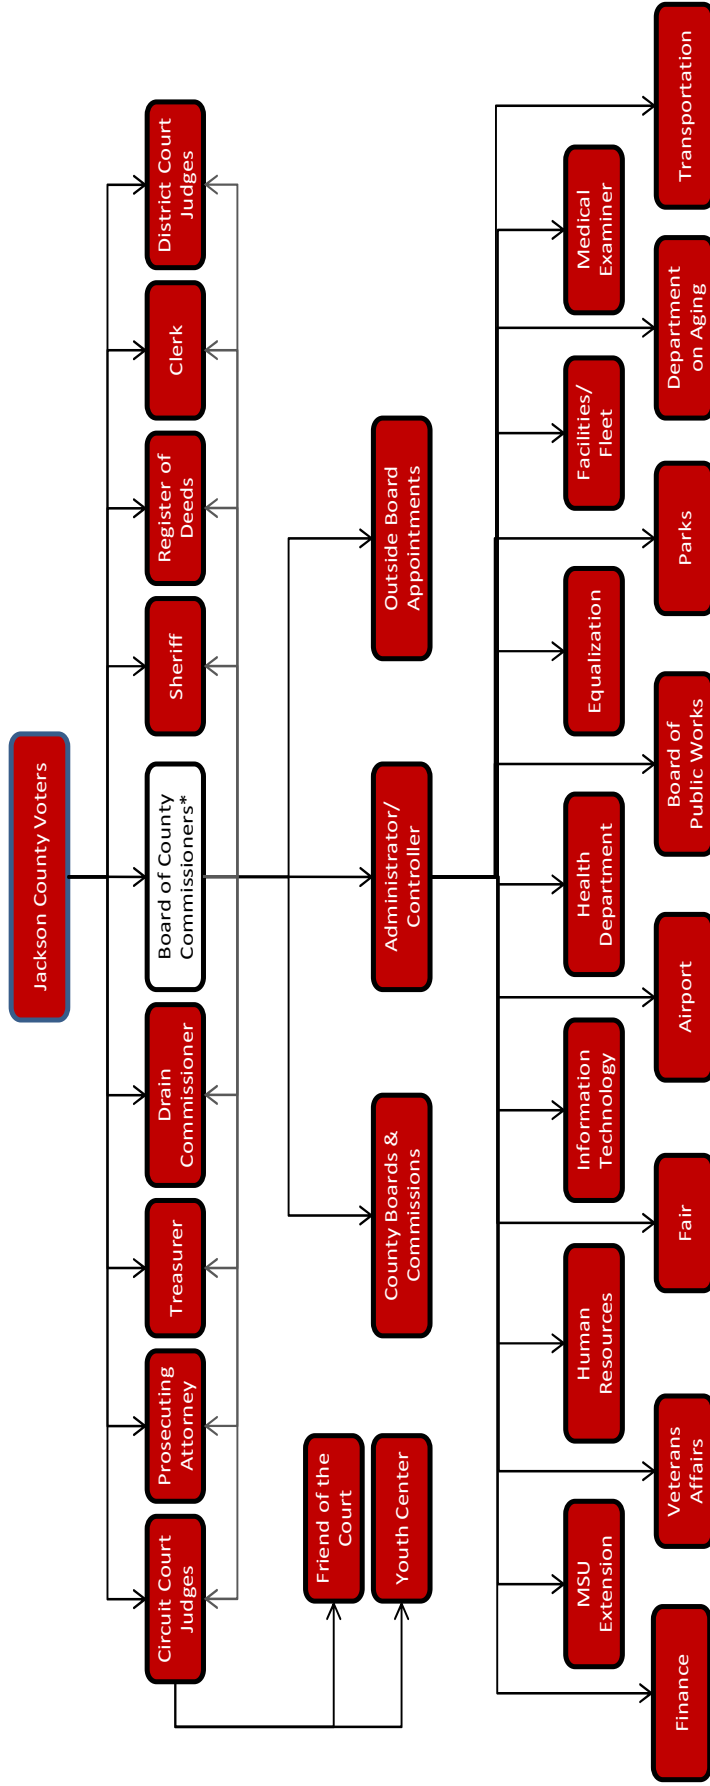 Jackson County Voters
Circuit Court
Judges
Prosecuting
Attorney
Treasurer
Drain
Commissioner
Board of County
Commissioners*
Sheriff
Register of
Deeds
Clerk
District Court
Judges
Friend of the
Court
Youth Center
County Boards &
Commissions
Administrator/
Controller
Outside Board
Appointments
MSU
Extension
Human
Resources
Information
Technology
Health
Department
Equalization
Facilities/
Fleet
Medical
Examiner
Finance
Veterans
Affairs
Fair
Airport
Board of
Public Works
Parks
Department
on Aging
Transportation